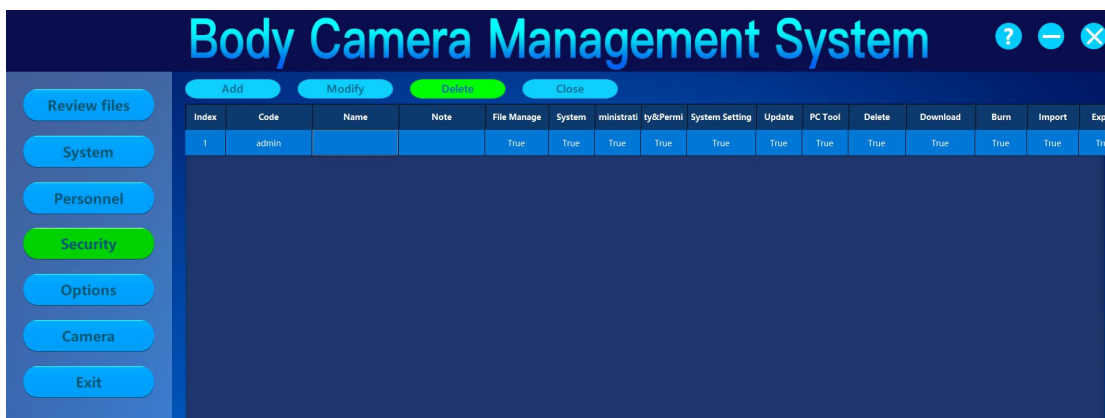 Body Camera Management System
Add Modify Delete Close
Review files
Index Code Name Note File Manage System ministrati ty&Permi System Setting Update PC Tool Delete Download Burn Import Exp
1 admin True True True True True True True True True True True Tr
System
Personnel
Security
Options
Camera
Exit